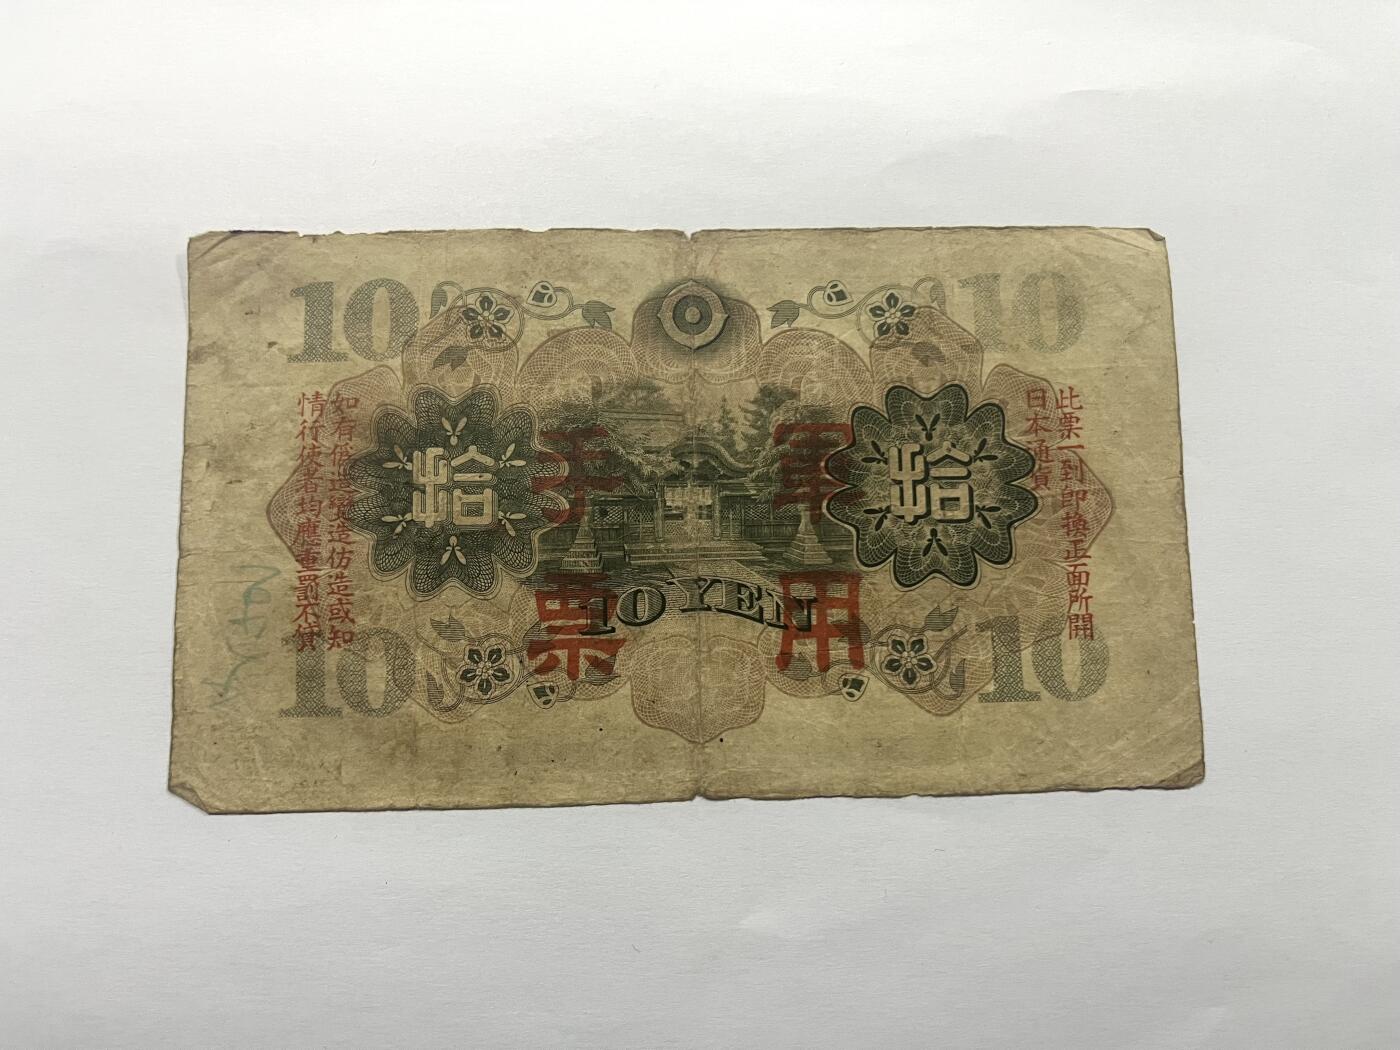 10
10
此票一到即換正面所開
日本通貨
軍用
手票
拾
拾
如有偽造變造仿造或知
情行使者均應重罰不貸
10 YEN
10
10